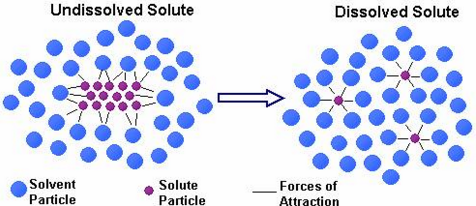 Undissolved Solute
Dissolved Solute
Solvent
Particle
Solute
Particle
Forces of
Attraction